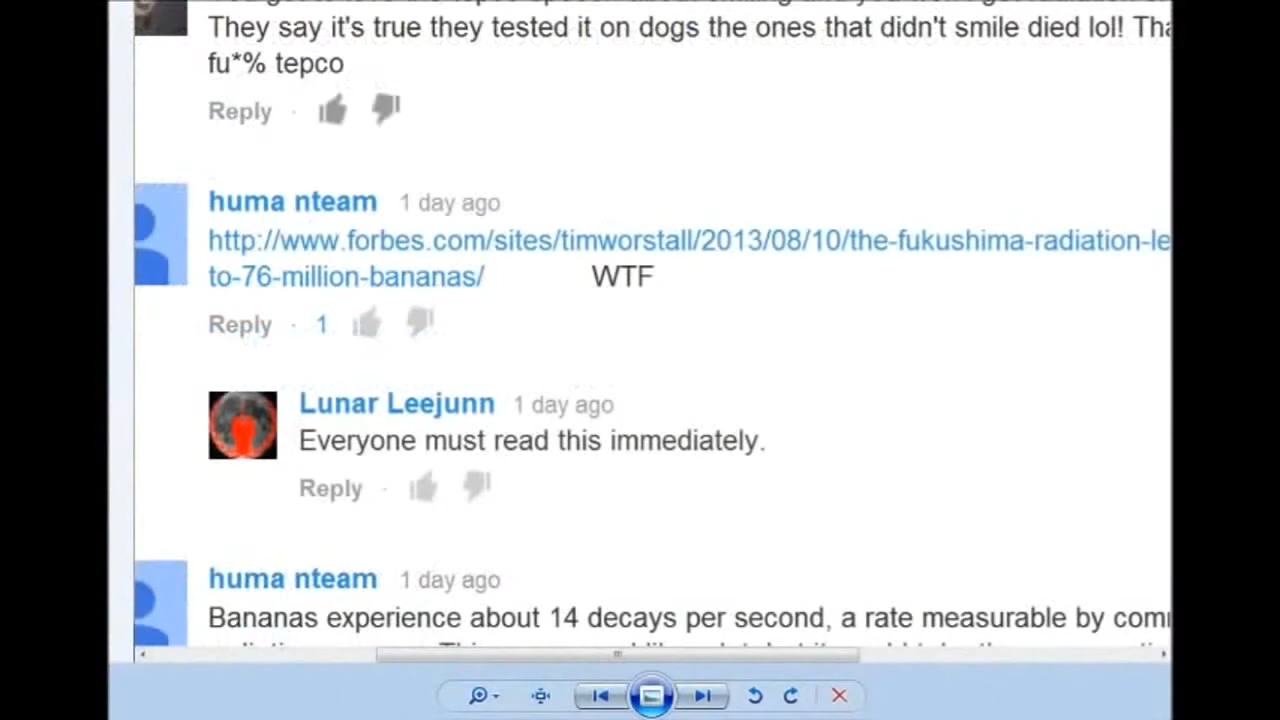 They say it's true they tested it on dogs the ones that didn't smile died lol! Tha
fu*% tepco
Reply
huma nteam 1 day ago
http://www.forbes.com/sites/timworstall/2013/08/10/the-fukushima-radiation-le
to-76-million-bananas/ WTF
Reply · 1
Lunar Leejunn 1 day ago
Everyone must read this immediately.
Reply
huma nteam 1 day ago
Bananas experience about 14 decays per second, a rate measurable by com